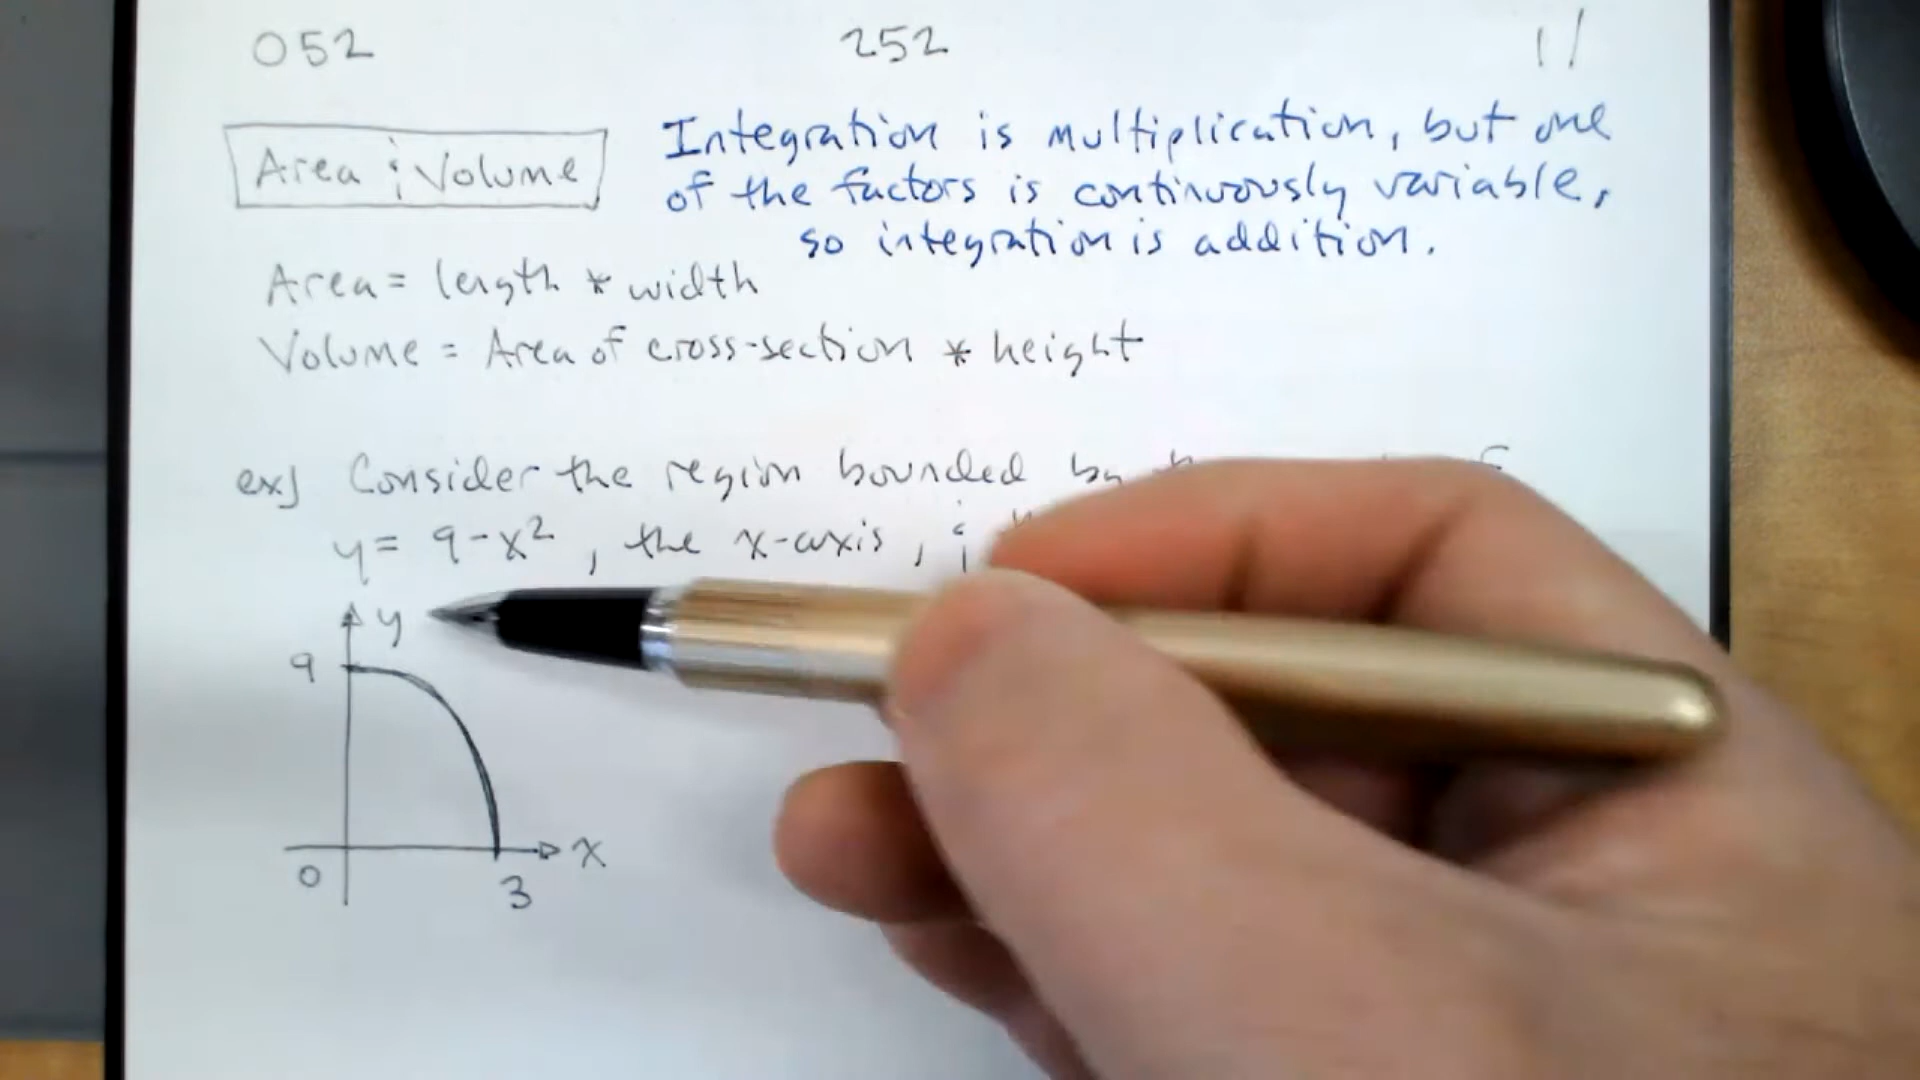 052
252
1/
Area & Volume
Integration is multiplication, but one
of the factors is continuously variable,
so integration is addition.
Area = length * width
Volume = Area of cross-section * height
ex] Consider the region bounded by
y = 9-x², the x-axis, &
y
9
x
0
3